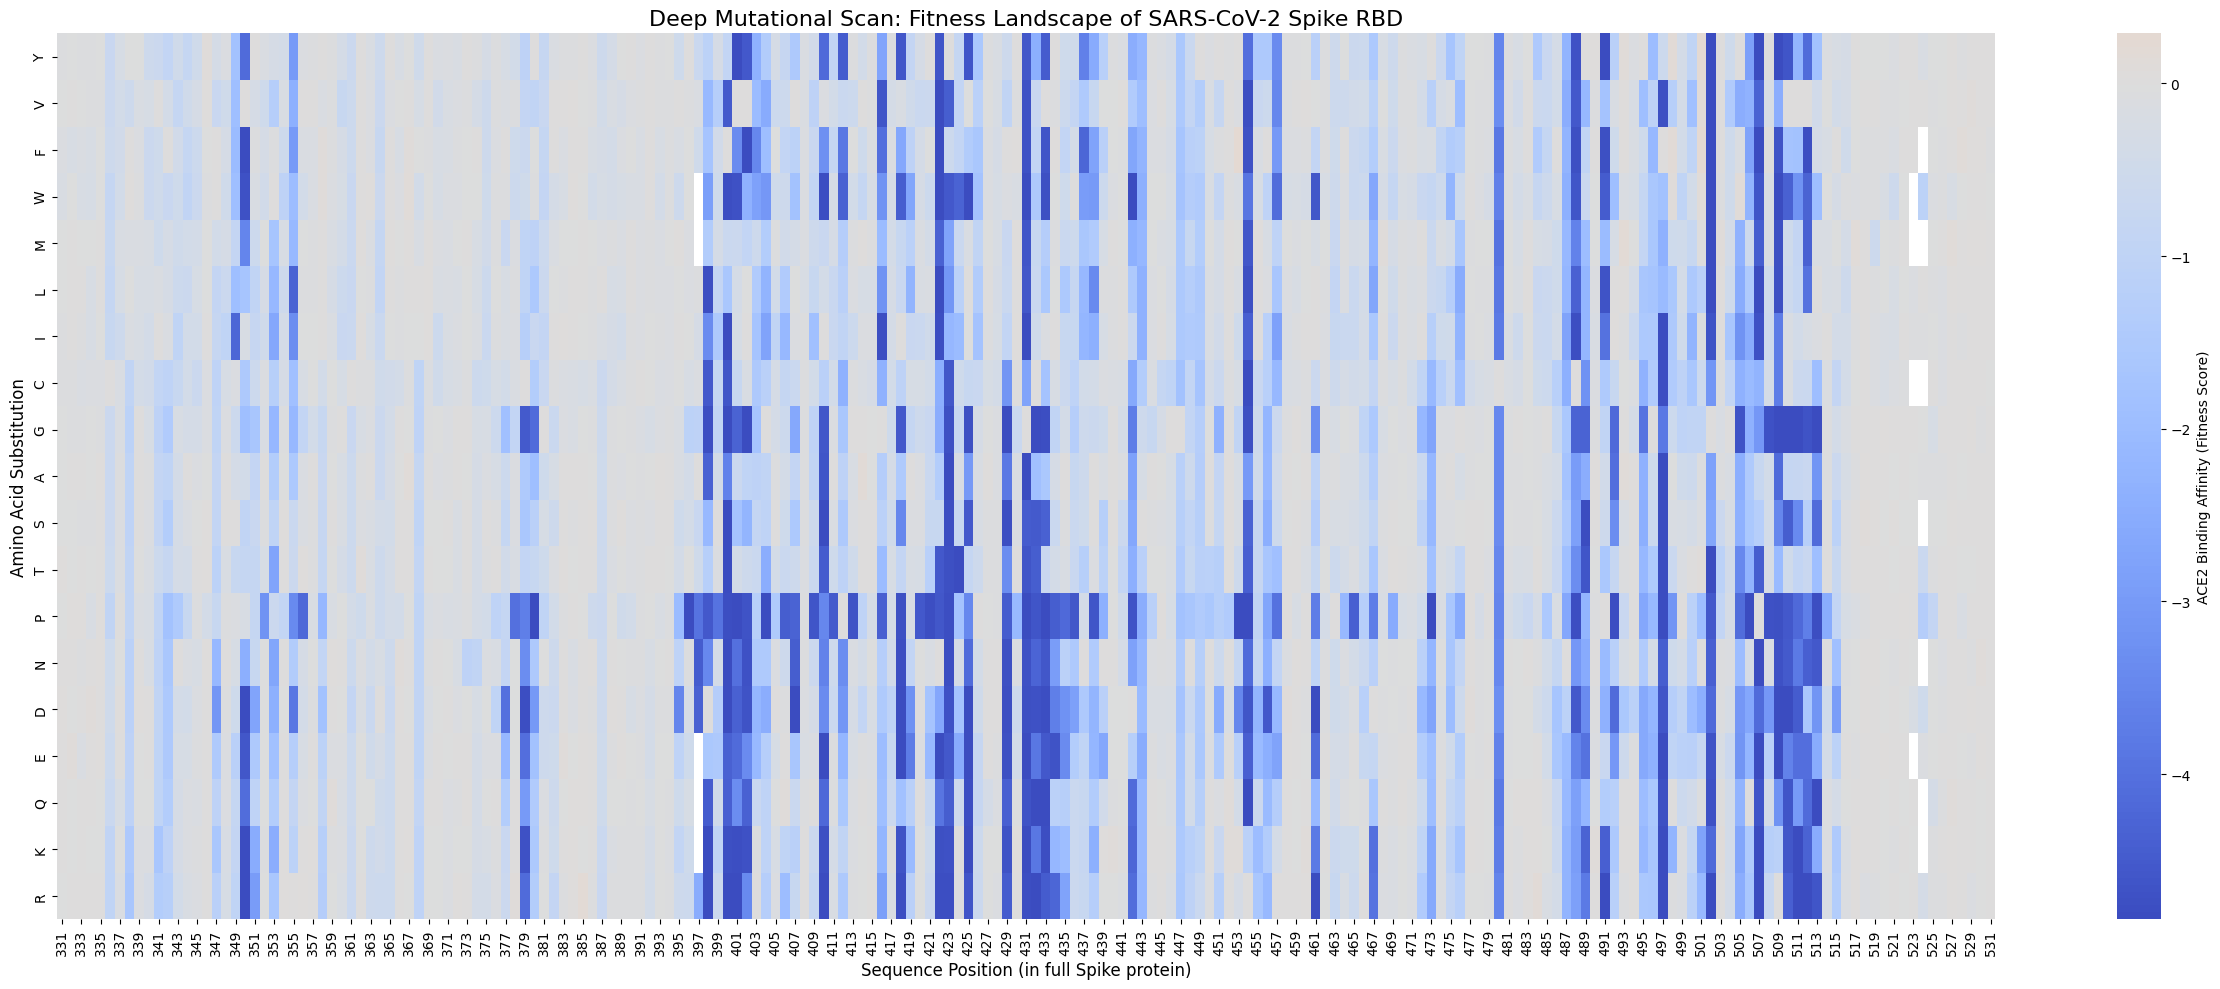 Deep Mutational Scan: Fitness Landscape of SARS-CoV-2 Spike RBD
Amino Acid Substitution
Y
V
F
W
M
L
I
C
G
A
S
T
P
N
D
E
Q
K
R
331 333 335 337 339 341 343 345 347 349 351 353 355 357 359 361 363 365 367 369 371 373 375 377 379 381 383 385 387 389 391 393 395 397 399 401 403 405 407 409 411 413 415 417 419 421 423 425 427 429 431 433 435 437 439 441 443 445 447 449 451 453 455 457 459 461 463 465 467 469 471 473 475 477 479 481 483 485 487 489 491 493 495 497 499 501 503 505 507 509 511 513 515 517 519 521 523 525 527 529 531
Sequence Position (in full Spike protein)
0
−1
−2
−3
−4
ACE2 Binding Affinity (Fitness Score)